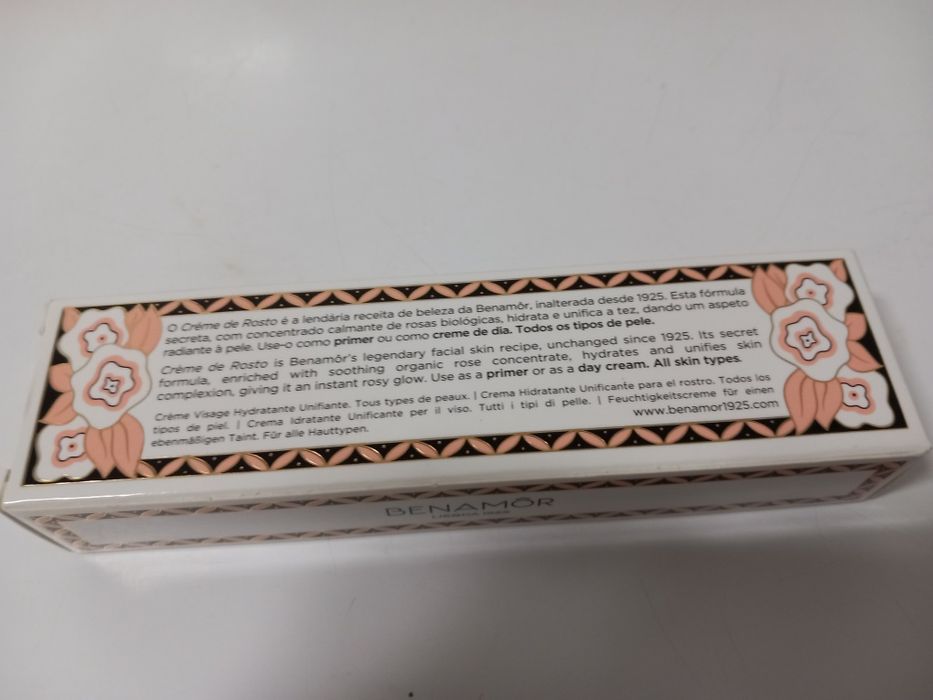 O Crème de Rosto é a lendária receita de beleza da Benamôr, inalterada desde 1925. Esta fórmula
secreta, com concentrado calmante de rosas biológicas, hidrata e unifica a tez, dando um aspeto
radiante à pele. Use-o como primer ou como creme de dia. Todos os tipos de pele.
Crème de Rosto is Benamôr's legendary facial skin recipe, unchanged since 1925. Its secret
formula, enriched with soothing organic rose concentrate, hydrates and unifies skin
complexion, giving it an instant rosy glow. Use as a primer or as a day cream. All skin types.
Crème Visage Hydratante Unifiante. Tous types de peaux. | Crema Hidratante Unificante para el rostro. Todos los
tipos de piel. | Crema Idratante Unificante per il viso. Tutti i tipi di pelle. | Feuchtigkeitscreme für einen
ebenmäßigen Taint. Für alle Hauttypen.
www.benamor1925.com
BENAMÔR